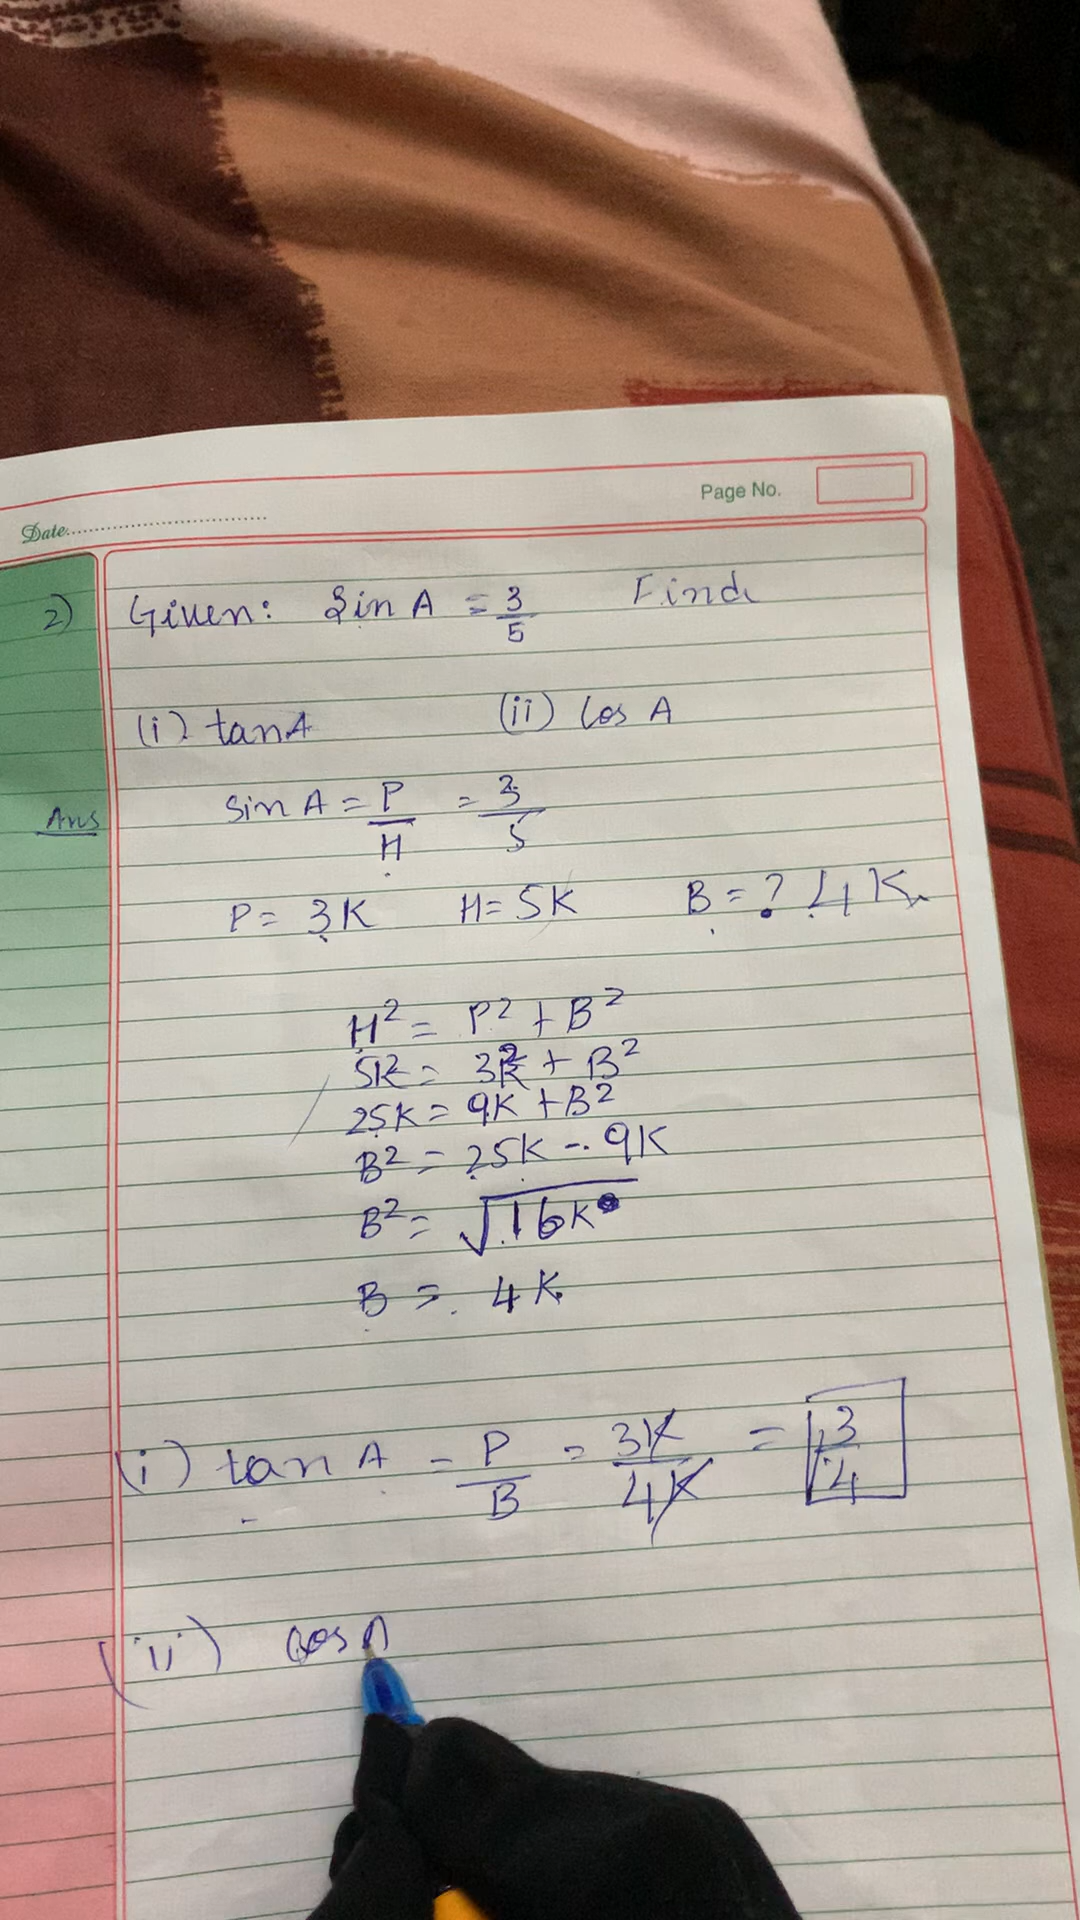 Page No.
Date
2) Given: Sin A = 3/5 Find
(i) tanA (ii) Cos A
Ans Sin A = P/H = 3/5
P = 3K H = 5K B = ? 4K
H² = P² + B²
5K² = 3K² + B²
25K = 9K + B²
B² = 25K - 9K
B² = √16K
B = 4K
(i) tan A = P/B = 3K/4K = 3/4
(ii) Cos A